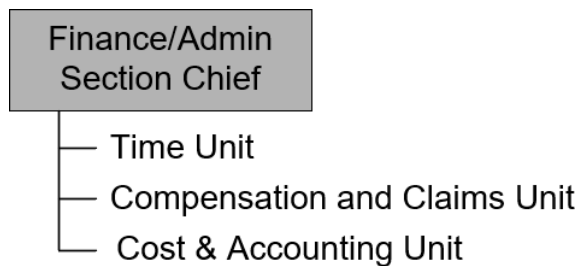 Finance/Admin
Section Chief
Time Unit
Compensation and Claims Unit
Cost & Accounting Unit